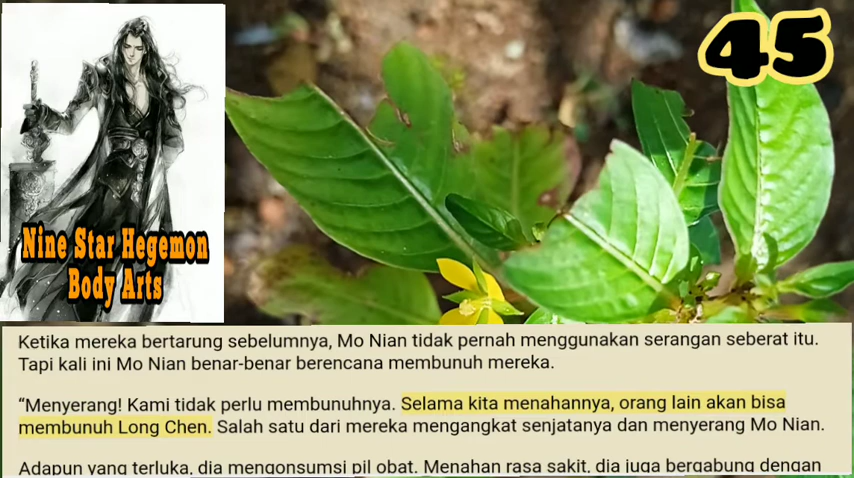 45
Nine Star Hegemon
Body Arts
Ketika mereka bertarung sebelumnya, Mo Nian tidak pernah menggunakan serangan seberat itu.
Tapi kali ini Mo Nian benar-benar berencana membunuh mereka.
“Menyerang! Kami tidak perlu membunuhnya. Selama kita menahannya, orang lain akan bisa
membunuh Long Chen. Salah satu dari mereka mengangkat senjatanya dan menyerang Mo Nian.
Adapun yang terluka, dia mengonsumsi pil obat. Menahan rasa sakit, dia juga bergabung dengan